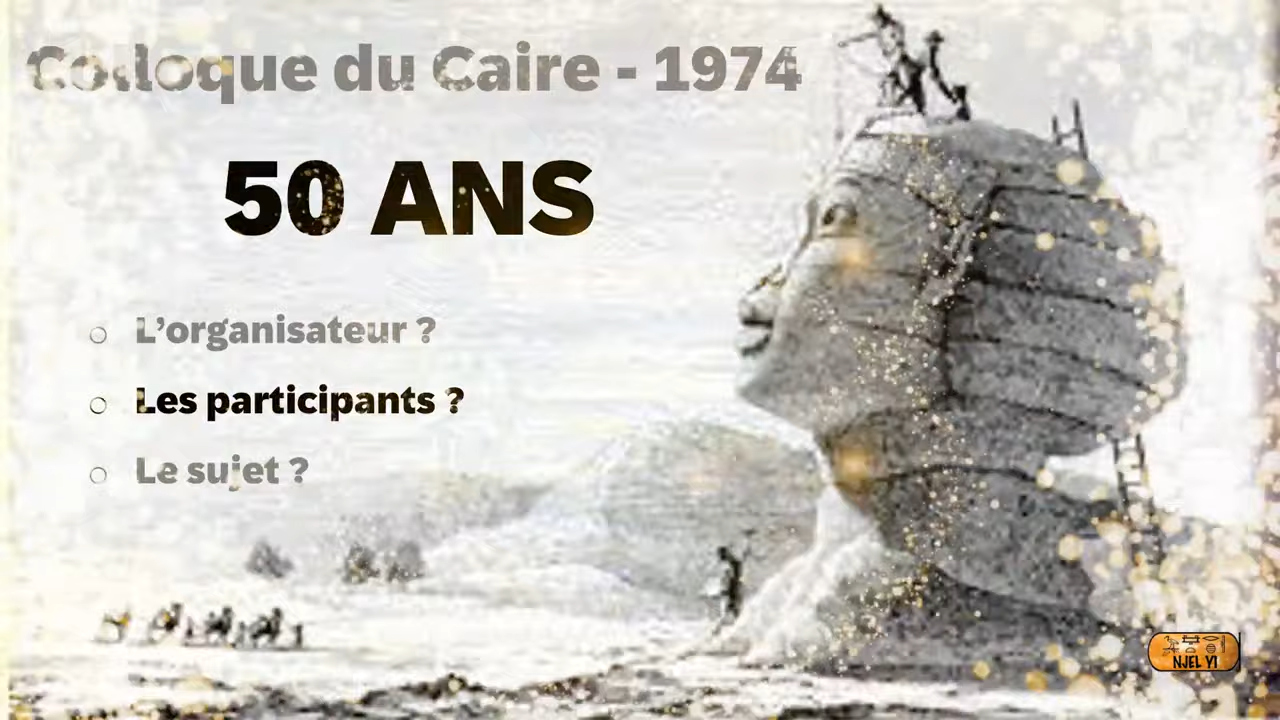 Colloque du Caire - 1974
50 ANS
L'organisateur ?
Les participants ?
Le sujet ?
NJEL YI